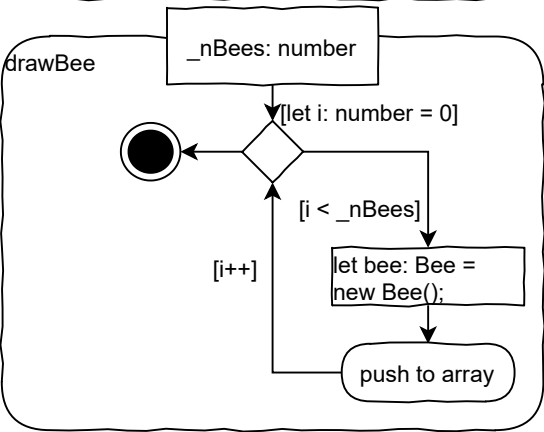 _nBees: number
drawBee
[let i: number = 0]
[i < _nBees]
[i++]
let bee: Bee =
new Bee();
push to array